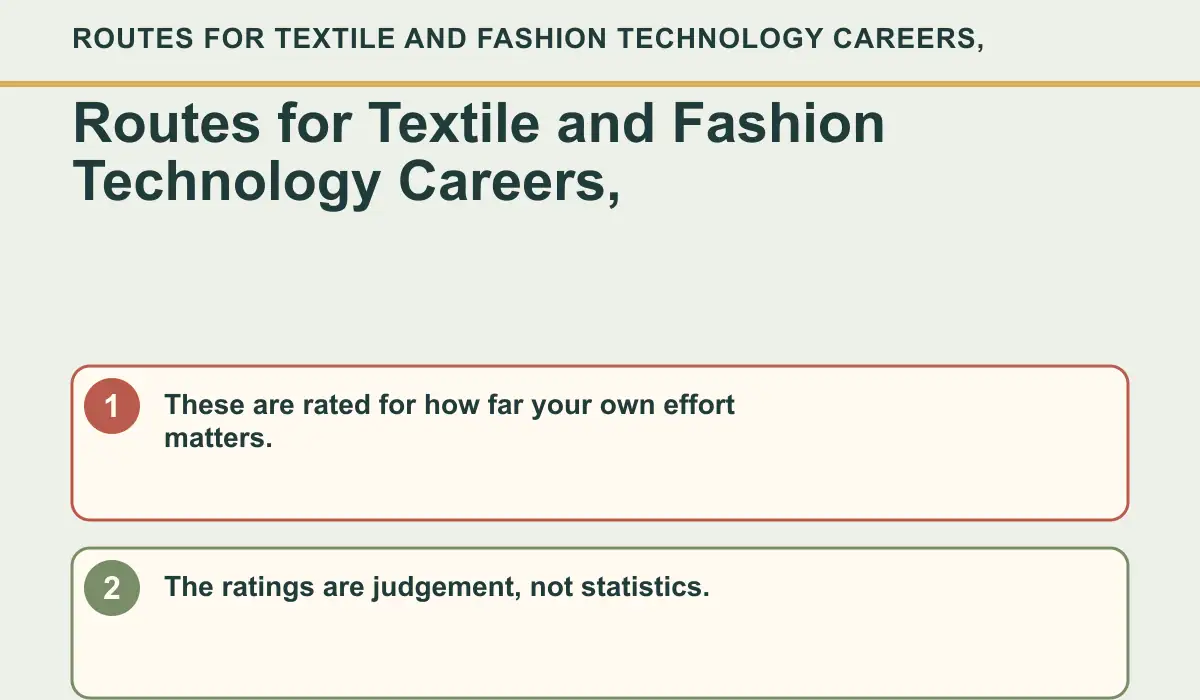 ROUTES FOR TEXTILE AND FASHION TECHNOLOGY CAREERS,
Routes for Textile and Fashion
Technology Careers,
1
These are rated for how far your own effort
matters.
2
The ratings are judgement, not statistics.